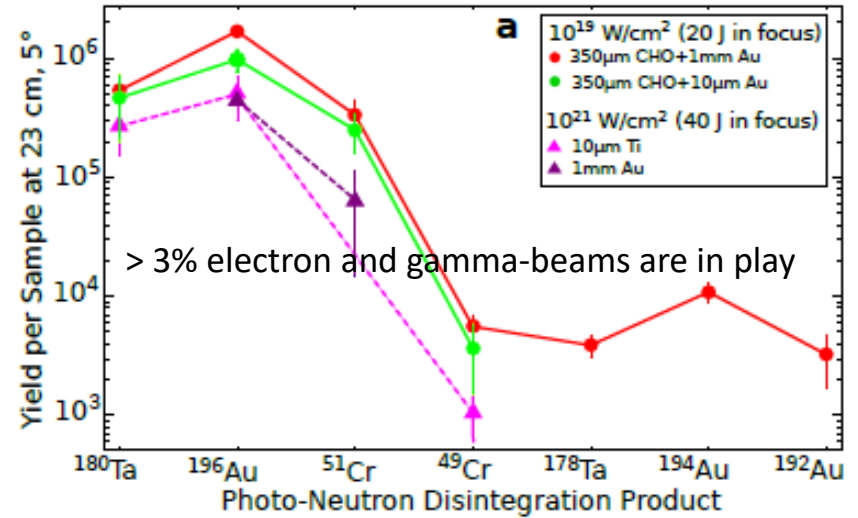 a
10¹⁹ W/cm² (20 J in focus)
350μm CHO+1mm Au
350μm CHO+10μm Au
10²¹ W/cm² (40 J in focus)
10μm Ti
1mm Au
Yield per Sample at 23 cm, 5°
10⁶
10⁵
10⁴
10³
> 3% electron and gamma-beams are in play
¹⁸⁰Ta ¹⁹⁶Au ⁵¹Cr ⁴⁹Cr ¹⁷⁸Ta ¹⁹⁴Au ¹⁹²Au
Photo-Neutron Disintegration Product